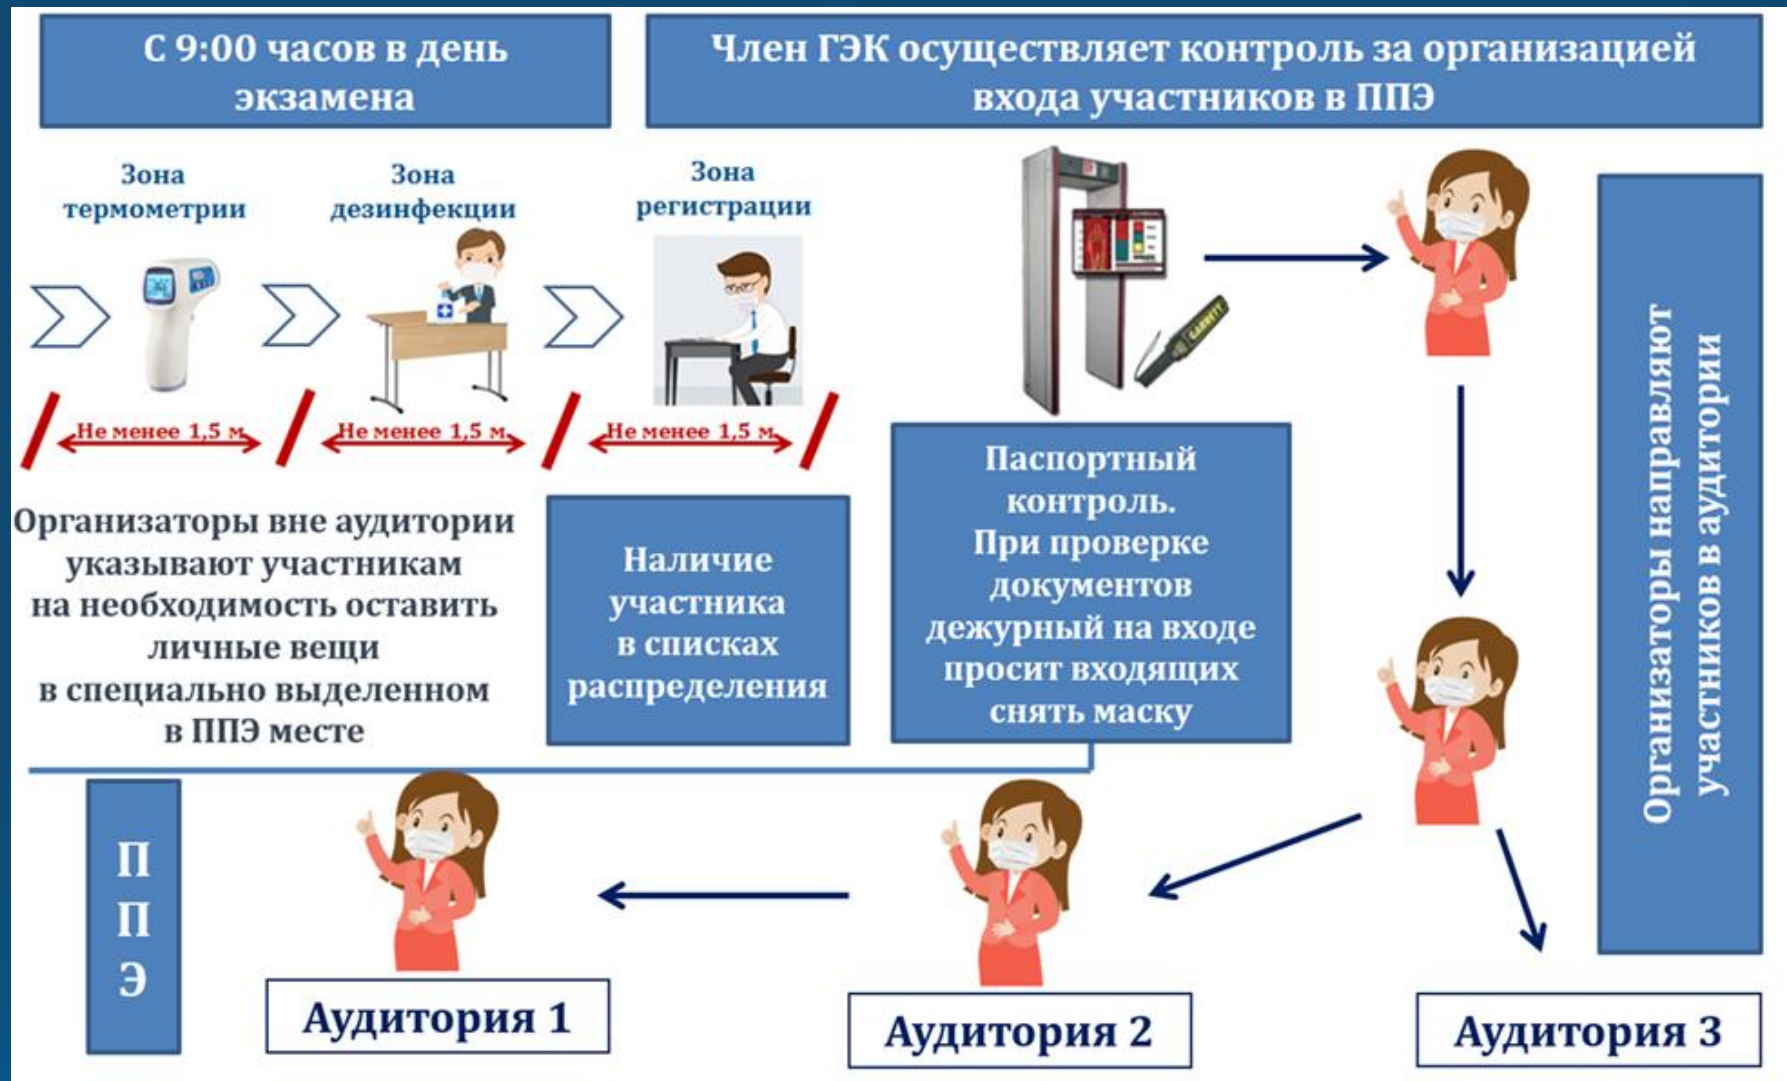 С 9:00 часов в день
экзамена
Член ГЭК осуществляет контроль за организацией
входа участников в ППЭ
Зона
термометрии
Зона
дезинфекции
Зона
регистрации
GARRETT
Не менее 1,5 м
Не менее 1,5 м
Не менее 1,5 м
Организаторы вне аудитории
указывают участникам
на необходимость оставить
личные вещи
в специально выделенном
в ППЭ месте
Наличие
участника
в списках
распределения
Паспортный
контроль.
При проверке
документов
дежурный на входе
просит входящих
снять маску
Организаторы направляют
участников в аудитории
П
П
Э
Аудитория 1
Аудитория 2
Аудитория 3